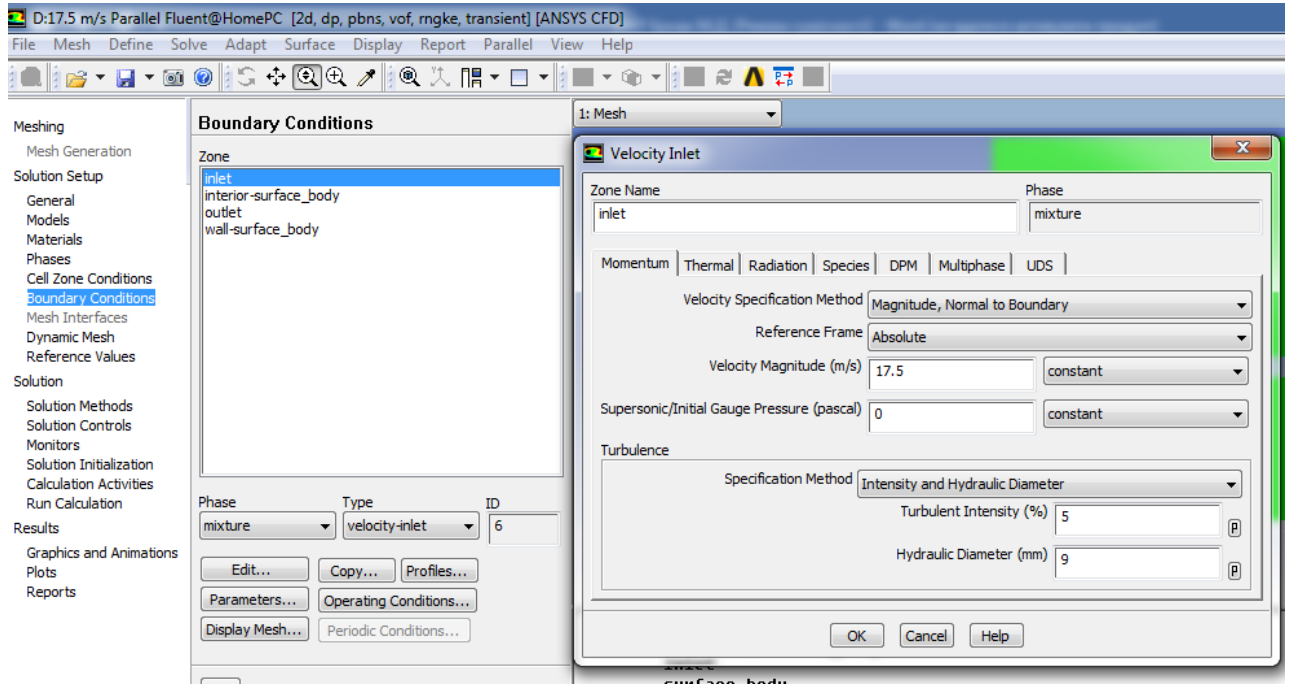 D:17.5 m/s Parallel Fluent@HomePC [2d, dp, pbns, vof, rngke, transient] [ANSYS CFD]
File Mesh Define Solve Adapt Surface Display Report Parallel View Help
Meshing
Mesh Generation
Solution Setup
General
Models
Materials
Phases
Cell Zone Conditions
Boundary Conditions
Mesh Interfaces
Dynamic Mesh
Reference Values
Solution
Solution Methods
Solution Controls
Monitors
Solution Initialization
Calculation Activities
Run Calculation
Results
Graphics and Animations
Plots
Reports
Boundary Conditions
Zone
inlet
interior-surface_body
outlet
wall-surface_body
Phase Type ID
mixture velocity-inlet 6
Edit... Copy... Profiles...
Parameters... Operating Conditions...
Display Mesh... Periodic Conditions...
1: Mesh
Velocity Inlet
Zone Name Phase
inlet mixture
Momentum Thermal Radiation Species DPM Multiphase UDS
Velocity Specification Method Magnitude, Normal to Boundary
Reference Frame Absolute
Velocity Magnitude (m/s) 17.5 constant
Supersonic/Initial Gauge Pressure (pascal) 0 constant
Turbulence
Specification Method Intensity and Hydraulic Diameter
Turbulent Intensity (%) 5 P
Hydraulic Diameter (mm) 9 P
OK Cancel Help